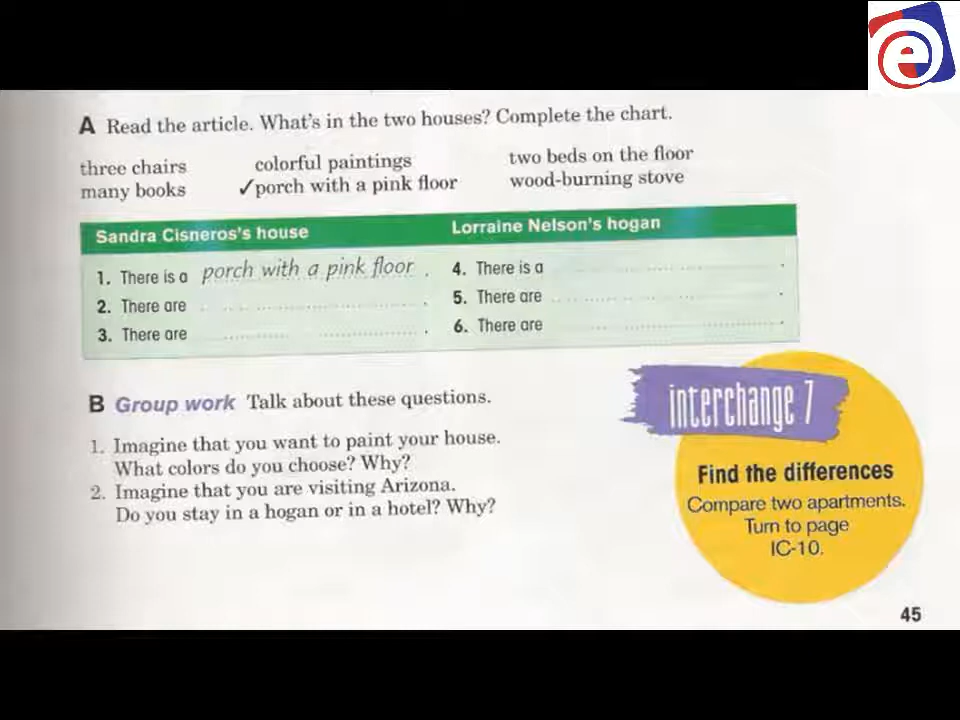 e
A Read the article. What's in the two houses? Complete the chart.
three chairs colorful paintings two beds on the floor
many books ✓porch with a pink floor wood-burning stove
Sandra Cisneros's house Lorraine Nelson's hogan
1. There is a porch with a pink floor . 4. There is a .
2. There are . 5. There are .
3. There are . 6. There are .
B Group work Talk about these questions.
1. Imagine that you want to paint your house.
What colors do you choose? Why?
2. Imagine that you are visiting Arizona.
Do you stay in a hogan or in a hotel? Why?
interchange 7
Find the differences
Compare two apartments.
Turn to page
IC-10.
45